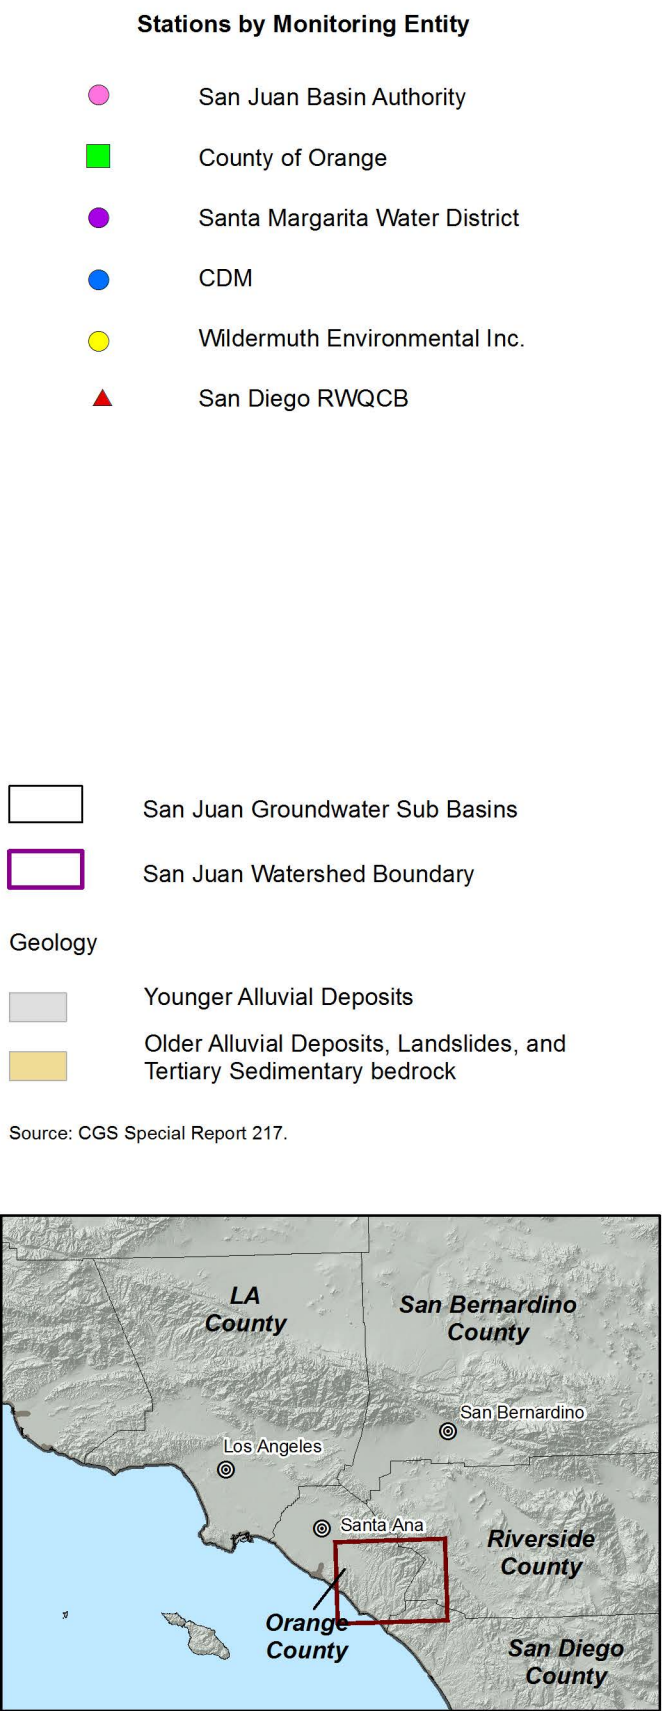 Stations by Monitoring Entity
San Juan Basin Authority
County of Orange
Santa Margarita Water District
CDM
Wildermuth Environmental Inc.
San Diego RWQCB
San Juan Groundwater Sub Basins
San Juan Watershed Boundary
Geology
Younger Alluvial Deposits
Older Alluvial Deposits, Landslides, and
Tertiary Sedimentary bedrock
Source: CGS Special Report 217.
LA
County
San Bernardino
County
San Bernardino
Los Angeles
Santa Ana
Riverside
County
Orange
County
San Diego
County